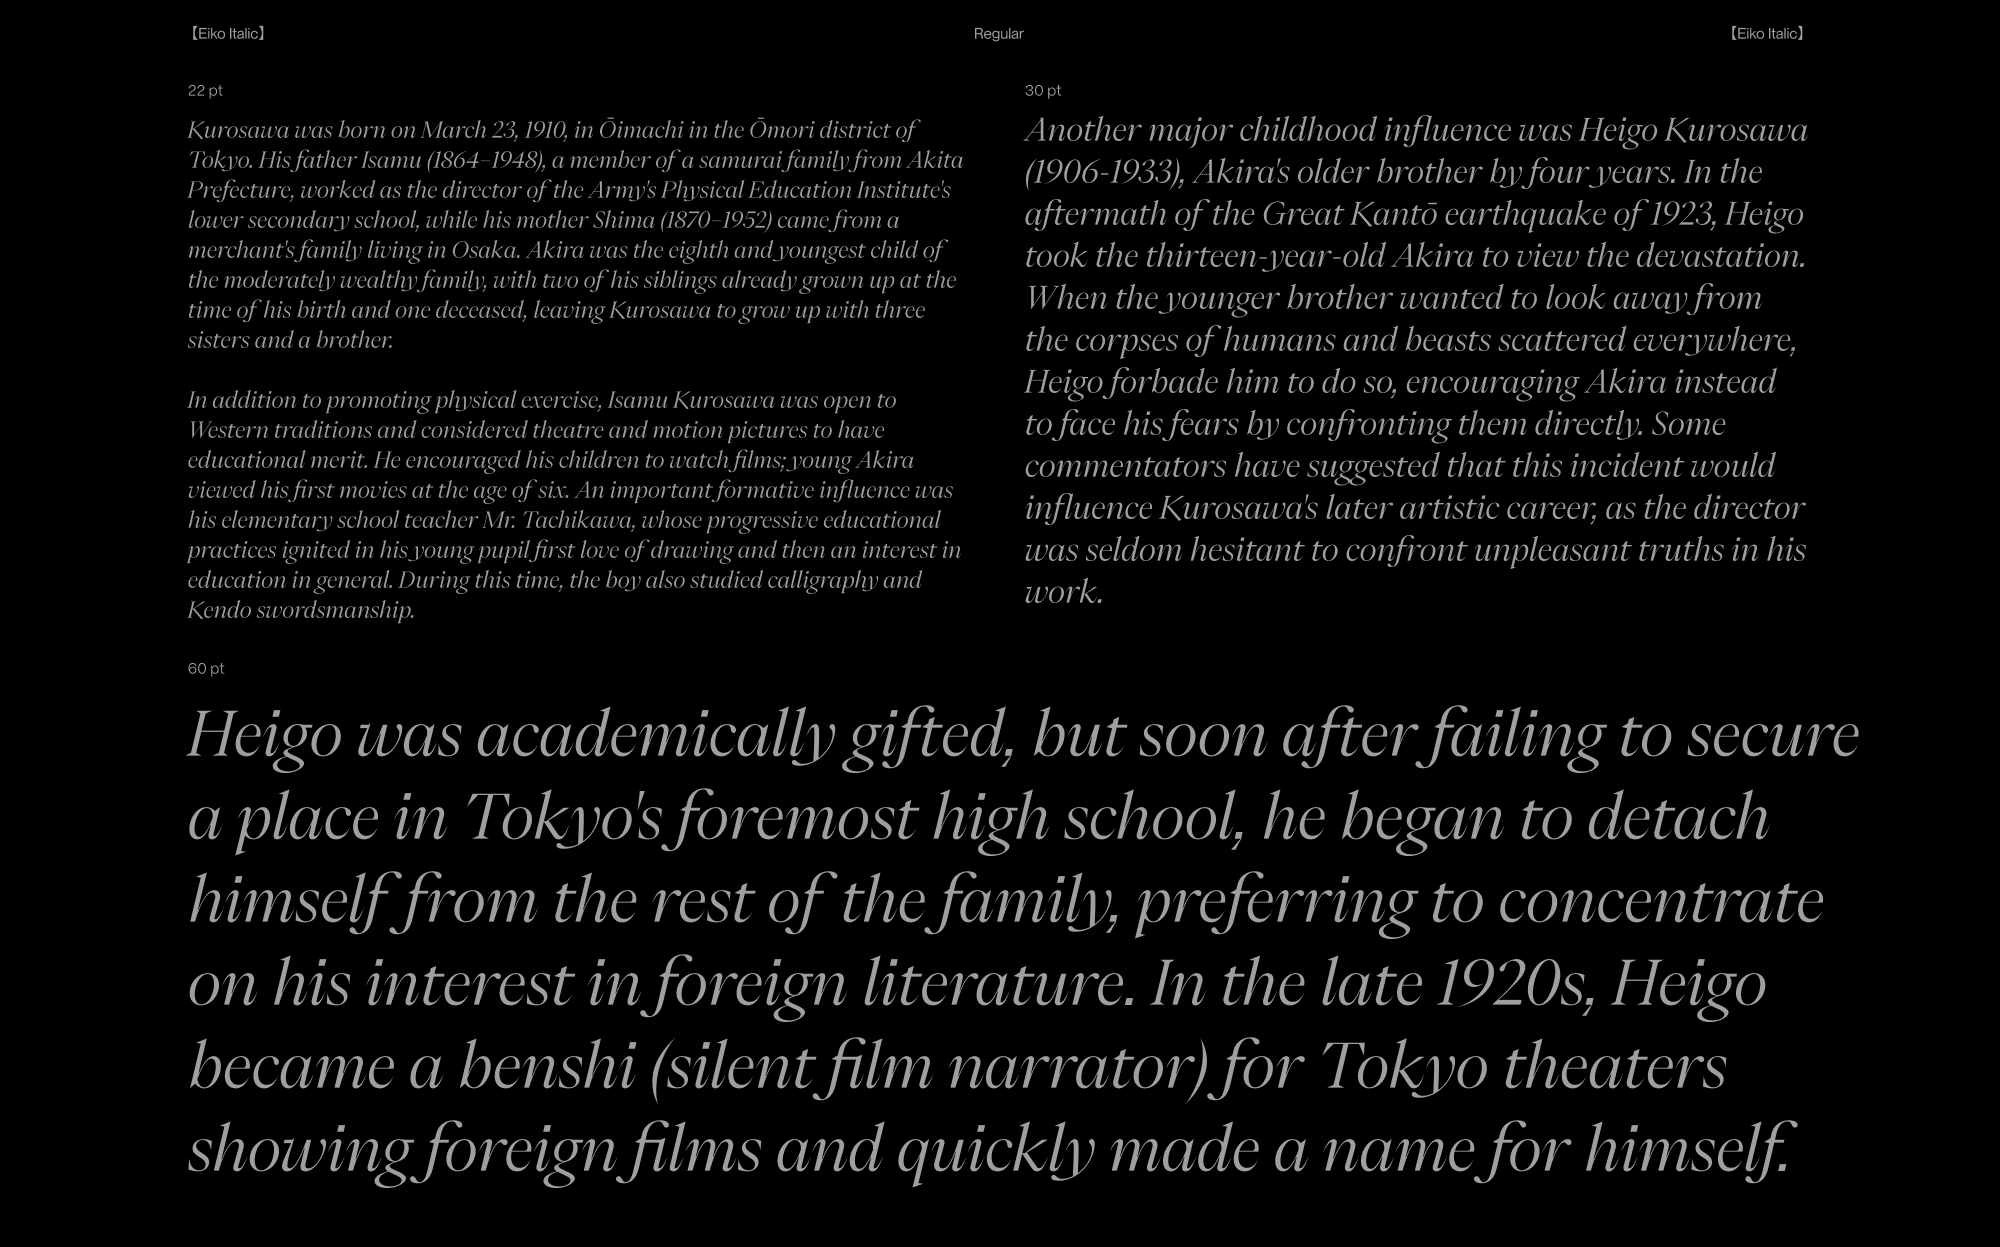 【Eiko Italic】
Regular
【Eiko Italic】
22 pt
Kurosawa was born on March 23, 1910, in Ōimachi in the Ōmori district of
Tokyo. His father Isamu (1864–1948), a member of a samurai family from Akita
Prefecture, worked as the director of the Army's Physical Education Institute's
lower secondary school, while his mother Shima (1870–1952) came from a
merchant's family living in Osaka. Akira was the eighth and youngest child of
the moderately wealthy family, with two of his siblings already grown up at the
time of his birth and one deceased, leaving Kurosawa to grow up with three
sisters and a brother.
In addition to promoting physical exercise, Isamu Kurosawa was open to
Western traditions and considered theatre and motion pictures to have
educational merit. He encouraged his children to watch films; young Akira
viewed his first movies at the age of six. An important formative influence was
his elementary school teacher Mr. Tachikawa, whose progressive educational
practices ignited in his young pupil first love of drawing and then an interest in
education in general. During this time, the boy also studied calligraphy and
Kendo swordsmanship.
30 pt
Another major childhood influence was Heigo Kurosawa
(1906-1933), Akira's older brother by four years. In the
aftermath of the Great Kantō earthquake of 1923, Heigo
took the thirteen-year-old Akira to view the devastation.
When the younger brother wanted to look away from
the corpses of humans and beasts scattered everywhere,
Heigo forbade him to do so, encouraging Akira instead
to face his fears by confronting them directly. Some
commentators have suggested that this incident would
influence Kurosawa's later artistic career, as the director
was seldom hesitant to confront unpleasant truths in his
work.
60 pt
Heigo was academically gifted, but soon after failing to secure
a place in Tokyo's foremost high school, he began to detach
himself from the rest of the family, preferring to concentrate
on his interest in foreign literature. In the late 1920s, Heigo
became a benshi (silent film narrator) for Tokyo theaters
showing foreign films and quickly made a name for himself.